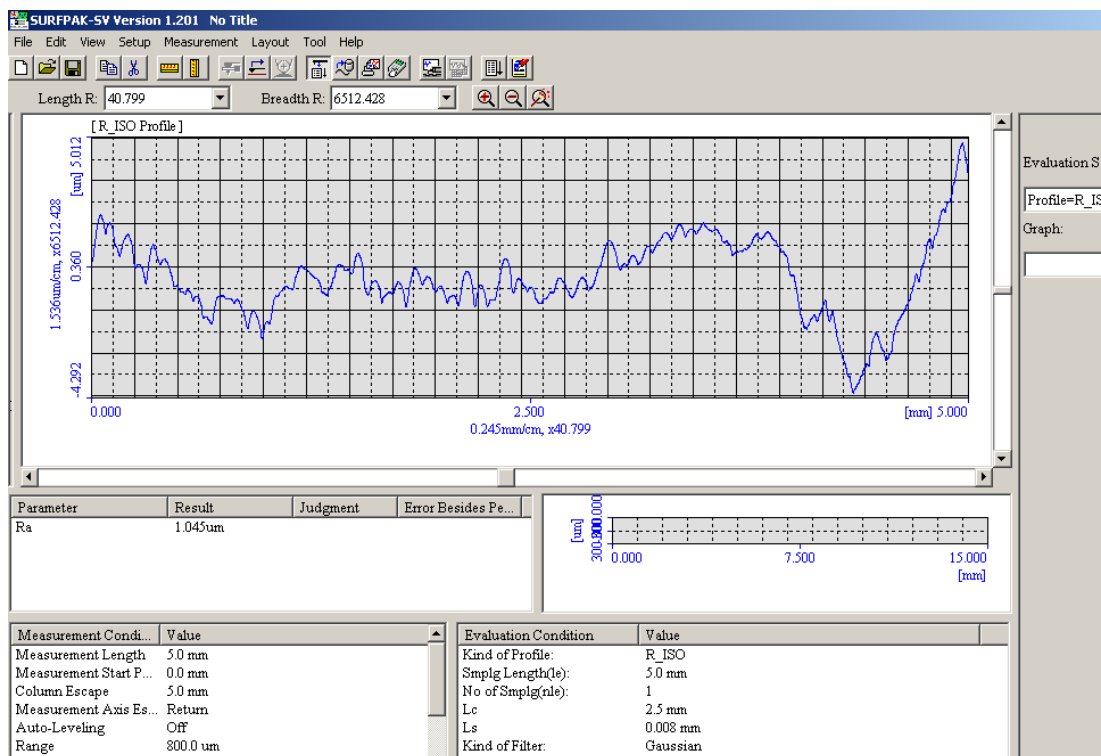 SURFPAK-SV Version 1.201 No Title
File Edit View Setup Measurement Layout Tool Help
Length R: 40.799 Breadth R: 6512.428
[ R_ISO Profile ]
[um] 5.012
0.360
-4.292
1.536um/cm, x6512.428
0.000 2.500 [mm] 5.000
0.245mm/cm, x40.799
Evaluation S
Profile=R_IS
Graph:
Parameter Result Judgment Error Besides Pe...
Ra 1.045um
[um]
0.000 7.500 15.000
[mm]
Measurement Condi... Value
Measurement Length 5.0 mm
Measurement Start P... 0.0 mm
Column Escape 5.0 mm
Measurement Axis Es... Return
Auto-Leveling Off
Range 800.0 um
Evaluation Condition Value
Kind of Profile: R_ISO
Smplg Length(le): 5.0 mm
No of Smplg(nle): 1
Lc 2.5 mm
Ls 0.008 mm
Kind of Filter: Gaussian